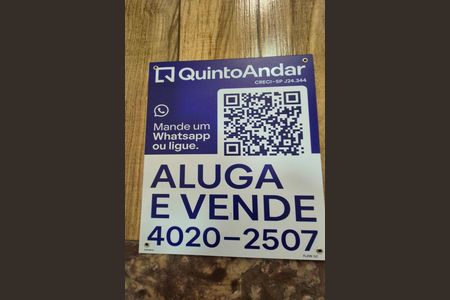 QuintoAndar
CRECI-SP J24.344
Mande um
Whatsapp
ou ligue.
ALUGA
E VENDE
4020-2507